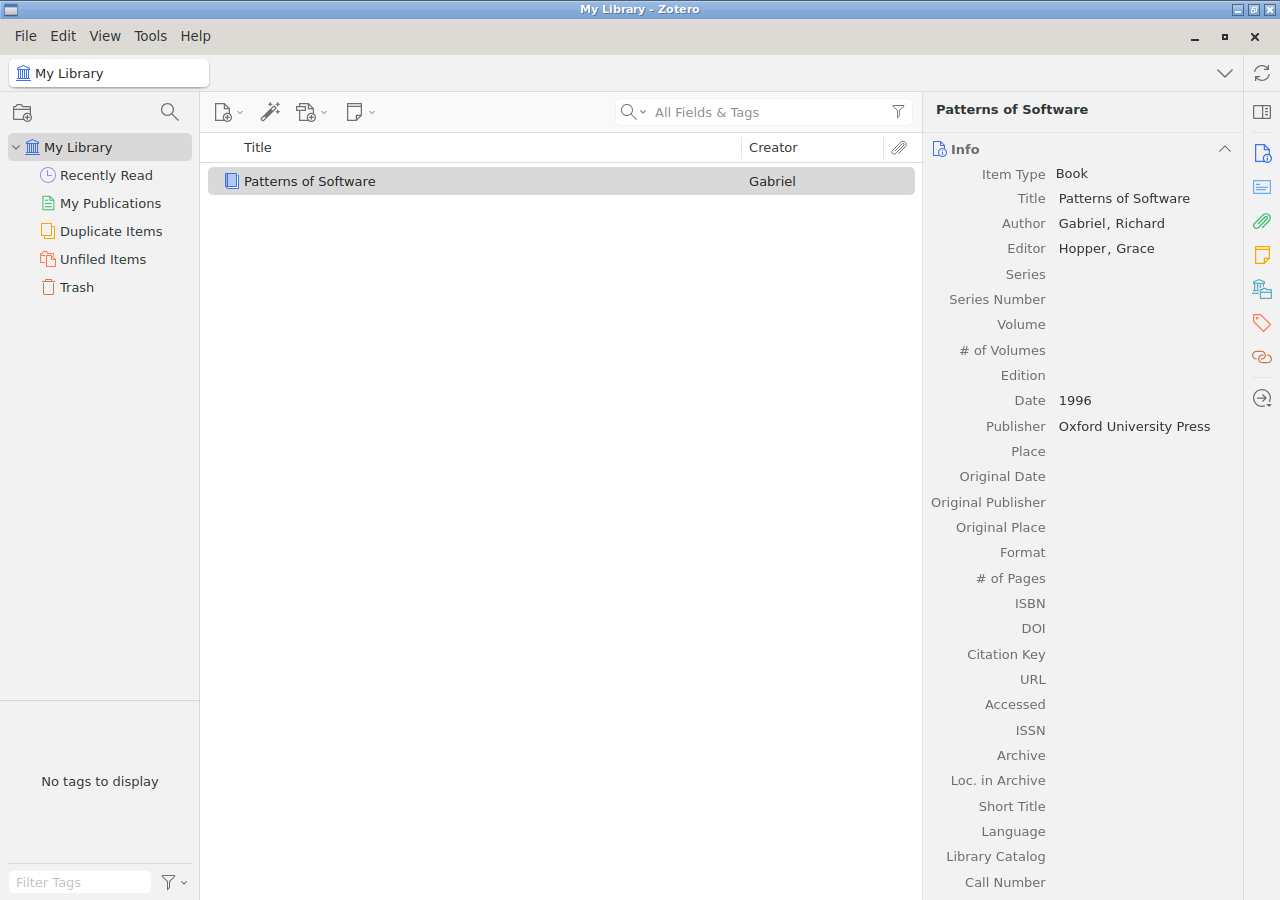 My Library - Zotero
File Edit View Tools Help
My Library
All Fields & Tags
My Library
Recently Read
My Publications
Duplicate Items
Unfiled Items
Trash
No tags to display
Filter Tags
Title Creator
Patterns of Software Gabriel
Patterns of Software
Info
Item Type Book
Title Patterns of Software
Author Gabriel, Richard
Editor Hopper, Grace
Series
Series Number
Volume
# of Volumes
Edition
Date 1996
Publisher Oxford University Press
Place
Original Date
Original Publisher
Original Place
Format
# of Pages
ISBN
DOI
Citation Key
URL
Accessed
ISSN
Archive
Loc. in Archive
Short Title
Language
Library Catalog
Call Number